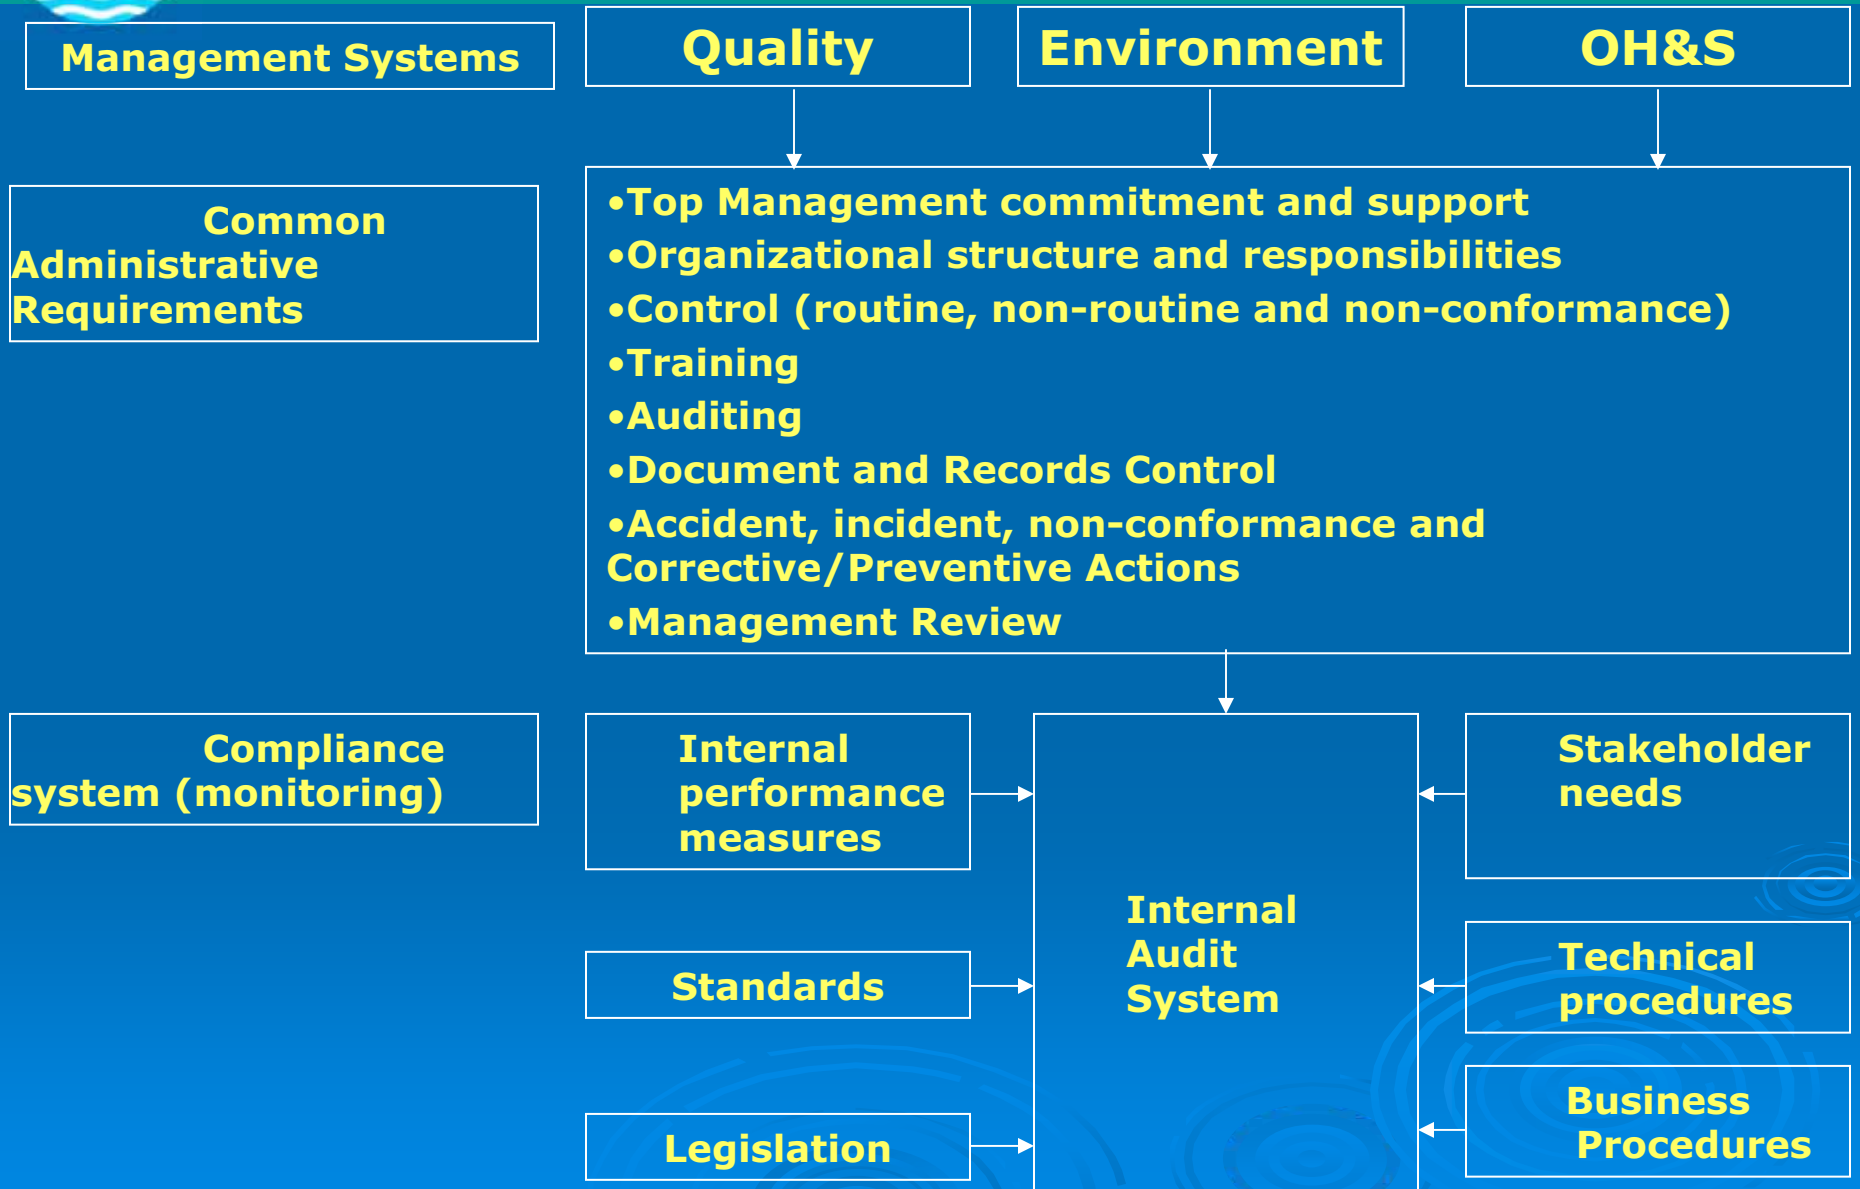 Management Systems
Quality
Environment
OH&S
Common
Administrative
Requirements
•Top Management commitment and support
•Organizational structure and responsibilities
•Control (routine, non-routine and non-conformance)
•Training
•Auditing
•Document and Records Control
•Accident, incident, non-conformance and
Corrective/Preventive Actions
•Management Review
Compliance
system (monitoring)
Internal
performance
measures
Stakeholder
needs
Internal
Audit
System
Standards
Technical
procedures
Legislation
Business
Procedures